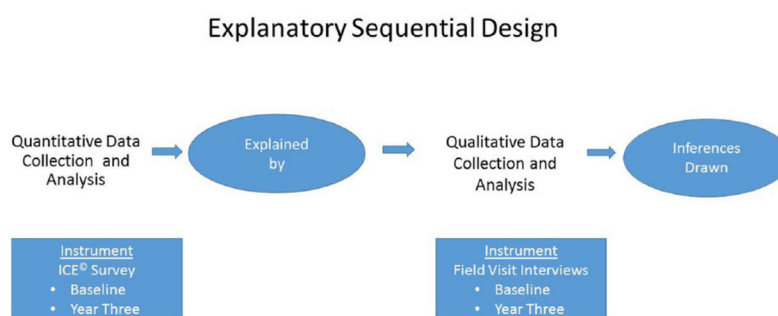 Explanatory Sequential Design
Quantitative Data
Collection and
Analysis
Explained
by
Qualitative Data
Collection and
Analysis
Inferences
Drawn
Instrument
ICE© Survey
• Baseline
• Year Three
Instrument
Field Visit Interviews
• Baseline
• Year Three